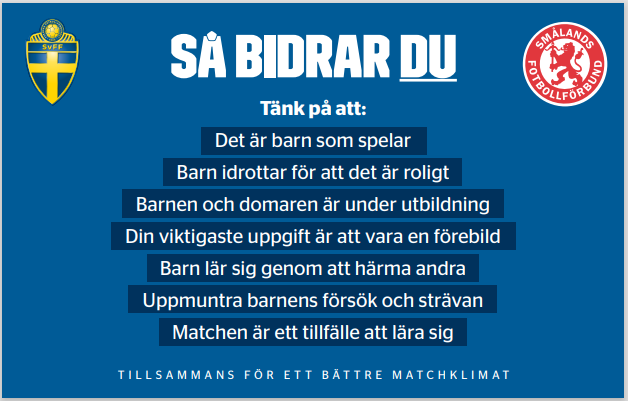 SvFF
SÅ BIDRAR DU
SMÅLANDS
FOTBOLLFÖRBUND
Tänk på att:
Det är barn som spelar
Barn idrottar för att det är roligt
Barnen och domaren är under utbildning
Din viktigaste uppgift är att vara en förebild
Barn lär sig genom att härma andra
Uppmuntra barnens försök och strävan
Matchen är ett tillfälle att lära sig
TILLSAMMANS FÖR ETT BÄTTRE MATCHKLIMAT